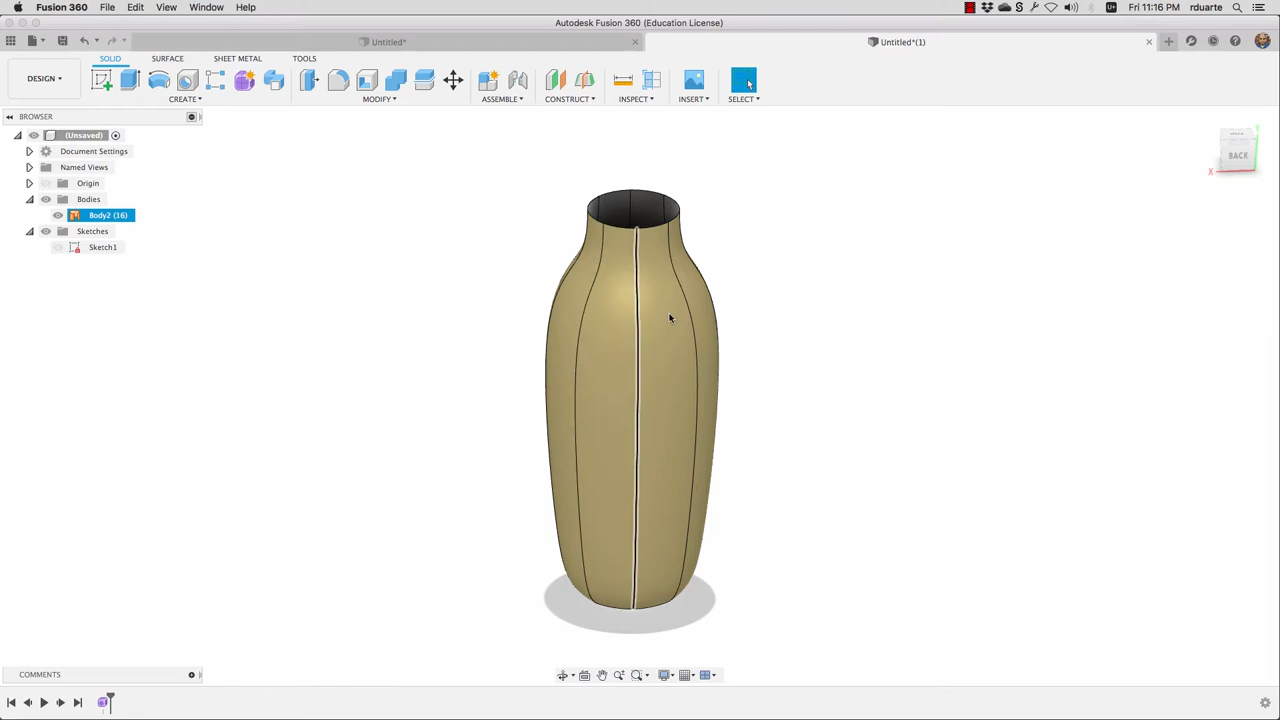 Fusion 360 File Edit View Window Help
Fri 11:16 PM rduarte
Autodesk Fusion 360 (Education License)
Untitled*
Untitled*(1)
SOLID SURFACE SHEET METAL TOOLS
DESIGN
CREATE MODIFY ASSEMBLE CONSTRUCT INSPECT INSERT SELECT
BROWSER
(Unsaved)
Document Settings
Named Views
Origin
Bodies
Body2 (16)
Sketches
Sketch1
BACK
X
Y
COMMENTS